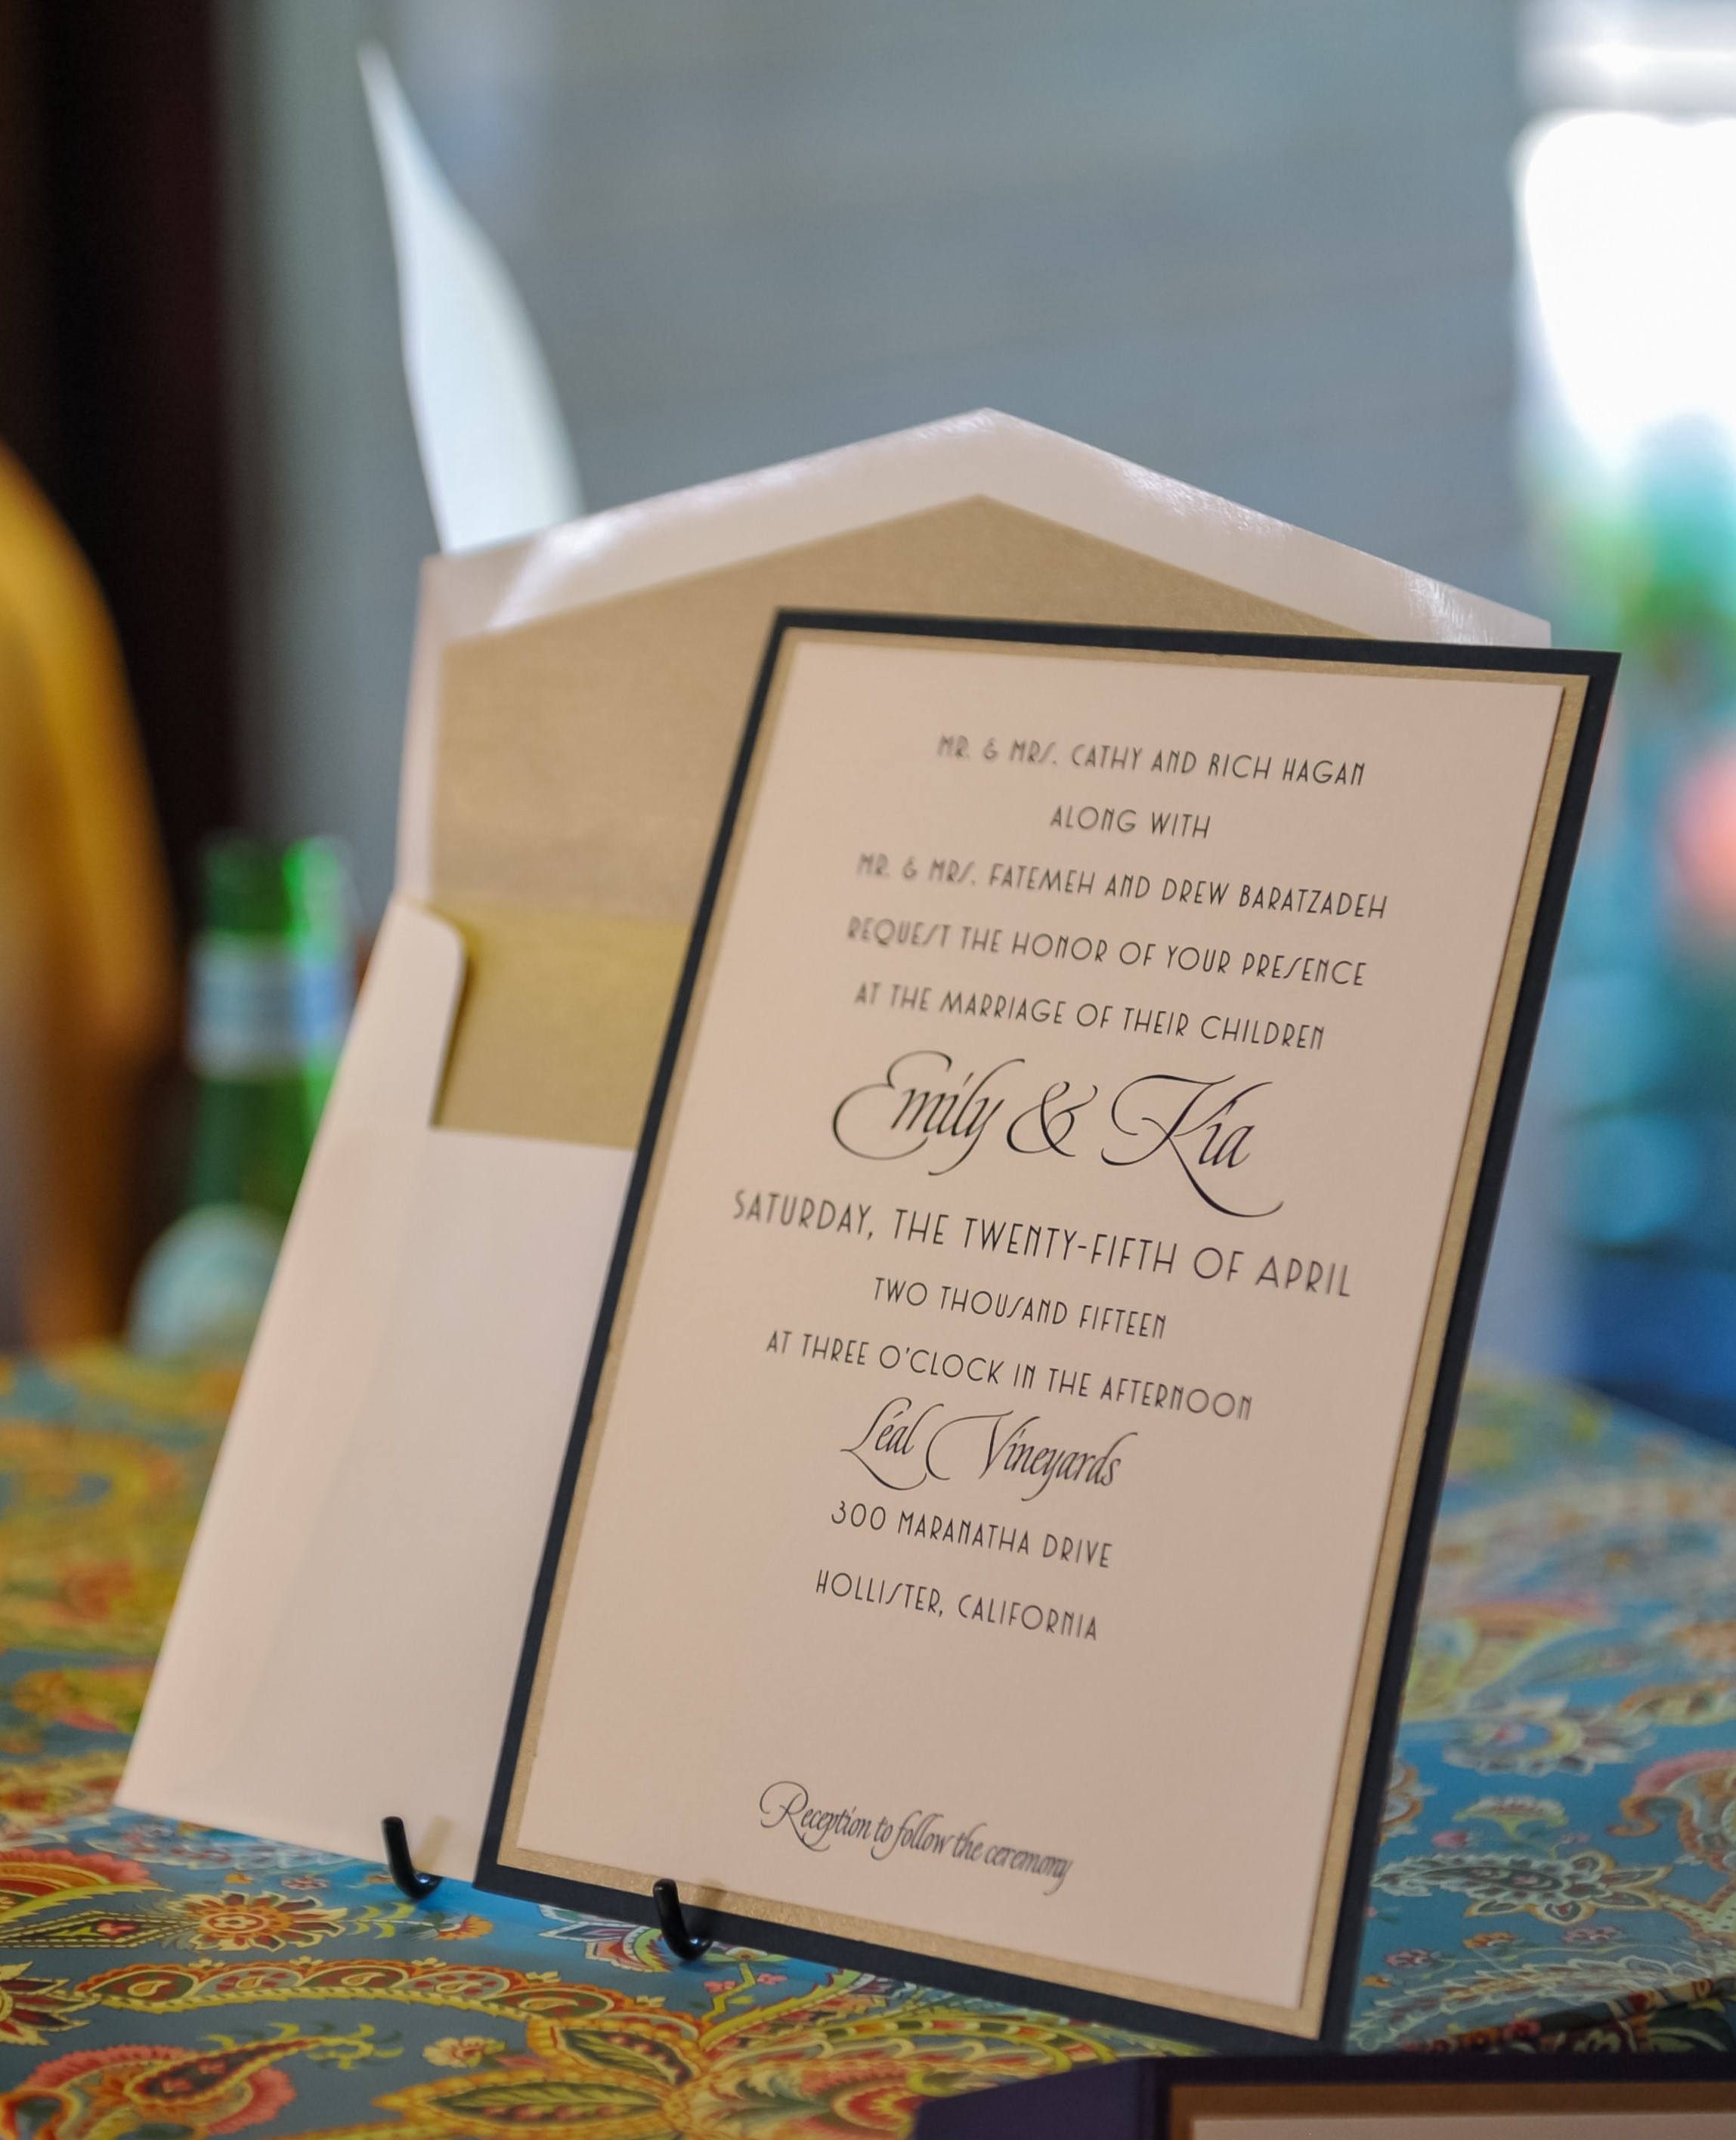 MR. & MRS. CATHY AND RICH HAGAN
ALONG WITH
MR. & MRS. FATEMEH AND DREW BARATZADEH
REQUEST THE HONOR OF YOUR PRESENCE
AT THE MARRIAGE OF THEIR CHILDREN
Emily & Kia
SATURDAY, THE TWENTY-FIFTH OF APRIL
TWO THOUSAND FIFTEEN
AT THREE O'CLOCK IN THE AFTERNOON
Léal Vineyards
300 MARANATHA DRIVE
HOLLISTER, CALIFORNIA
Reception to follow the ceremony